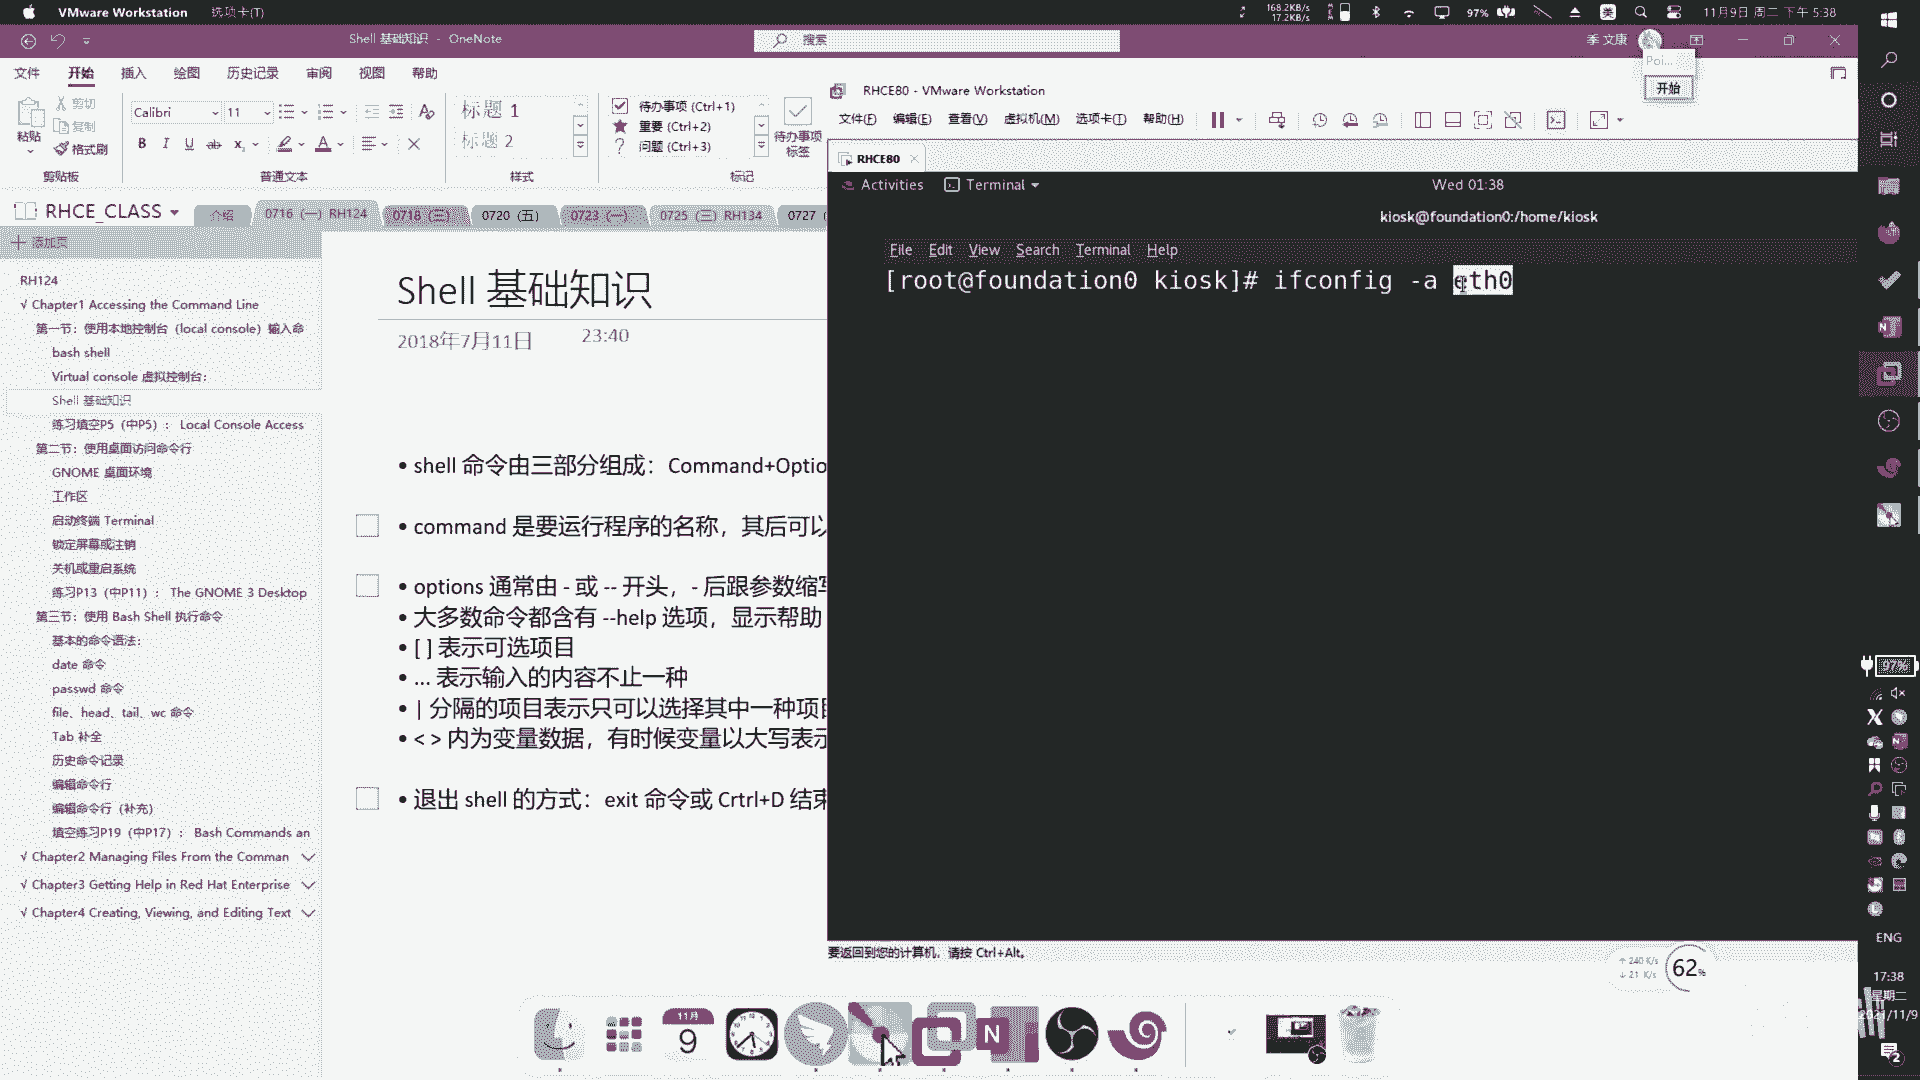 VMware Workstation 选项卡(T)
168.2KB/s
17.2KB/s
97%
美
11月9日 周二 下午 5:38
Shell 基础知识 - OneNote
搜索
季 文康
Poi...
开始
文件 开始 插入 绘图 历史记录 审阅 视图 帮助
粘贴
剪切
复制
格式刷
剪贴板
Calibri 11
B I U ab x
普通文本
标题 1
标题 2
样式
待办事项 (Ctrl+1)
重要 (Ctrl+2)
问题 (Ctrl+3)
待办事项
标签
标记
RHCE_CLASS
介绍
0716 (一) RH124
0718 (三)
0720 (五)
0723 (一)
0725 (三) RH134
0727 (
添加页
RH124
√ Chapter1 Accessing the Command Line
第一节：使用本地控制台（local console）输入命
bash shell
Virtual console 虚拟控制台：
Shell 基础知识
练习填空P5（中P5）： Local Console Access
第二节：使用桌面访问命令行
GNOME 桌面环境
工作区
启动终端 Terminal
锁定屏幕或注销
关机或重启系统
练习P13（中P11）： The GNOME 3 Desktop
第三节：使用 Bash Shell 执行命令
基本的命令语法：
date 命令
passwd 命令
file、head、tail、wc 命令
Tab 补全
历史命令记录
编辑命令行
编辑命令行（补充）
填空练习P19（中P17）： Bash Commands an
√ Chapter2 Managing Files From the Comman
√ Chapter3 Getting Help in Red Hat Enterprise
√ Chapter4 Creating, Viewing, and Editing Text
Shell 基础知识
2018年7月11日 23:40
• shell 命令由三部分组成：Command+Optio
• command 是要运行程序的名称，其后可以
• options 通常由 - 或 -- 开头，- 后跟参数缩写
• 大多数命令都含有 --help 选项，显示帮助
• [ ] 表示可选项目
• ... 表示输入的内容不止一种
• | 分隔的项目表示只可以选择其中一种项目
• < > 内为变量数据，有时候变量以大写表示
• 退出 shell 的方式：exit 命令或 Crtrl+D 结束
RHCE80 - VMware Workstation
文件(F) 编辑(E) 查看(V) 虚拟机(M) 选项卡(T) 帮助(H)
RHCE80
Activities Terminal
Wed 01:38
kiosk@foundation0:/home/kiosk
File Edit View Search Terminal Help
[root@foundation0 kiosk]# ifconfig -a eth0
要返回到您的计算机，请按 Ctrl+Alt。
↑ 240 K/s
↓ 21 K/s
62%
11月
9
N
97%
ENG
17:38
星期二
2021/11/9
2